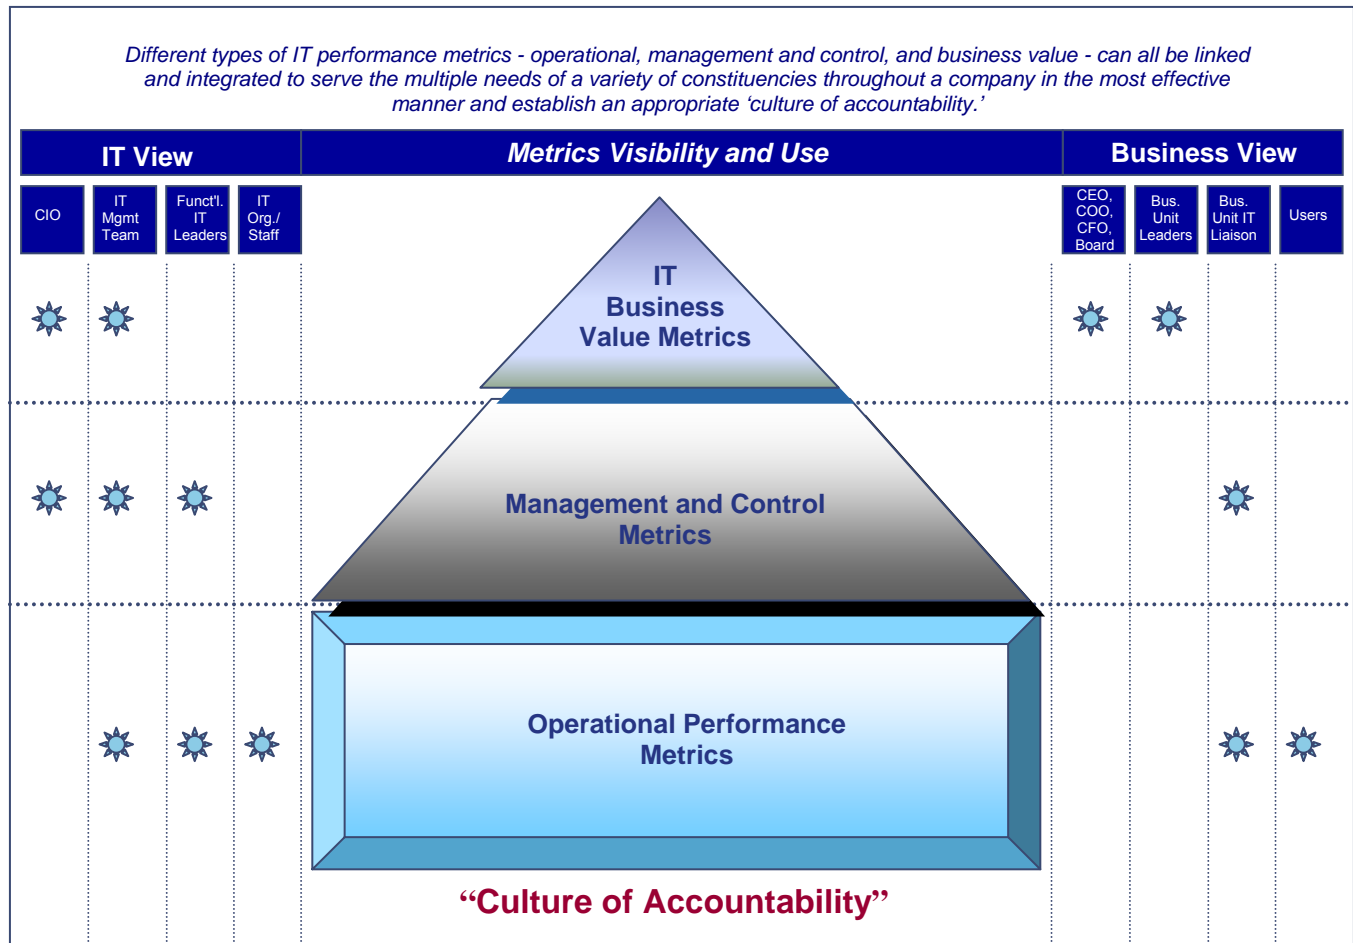 Different types of IT performance metrics - operational, management and control, and business value - can all be linked
and integrated to serve the multiple needs of a variety of constituencies throughout a company in the most effective
manner and establish an appropriate ‘culture of accountability.’
IT View
Metrics Visibility and Use
Business View
CIO
IT
Mgmt
Team
Funct'l.
IT
Leaders
IT
Org./
Staff
CEO,
COO,
CFO,
Board
Bus.
Unit
Leaders
Bus.
Unit IT
Liaison
Users
IT
Business
Value Metrics
Management and Control
Metrics
Operational Performance
Metrics
“Culture of Accountability”